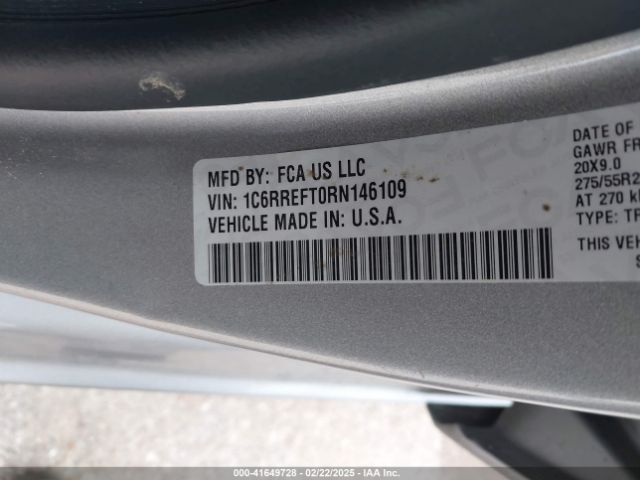 MFD BY: FCA US LLC
VIN: 1C6RREFT0RN146109
VEHICLE MADE IN: U.S.A.
DATE OF
GAWR FR
20X9.0
275/55R2
AT 270 k
TYPE: TR
THIS VEH
000-41649728 - 02/22/2025 - IAA Inc.